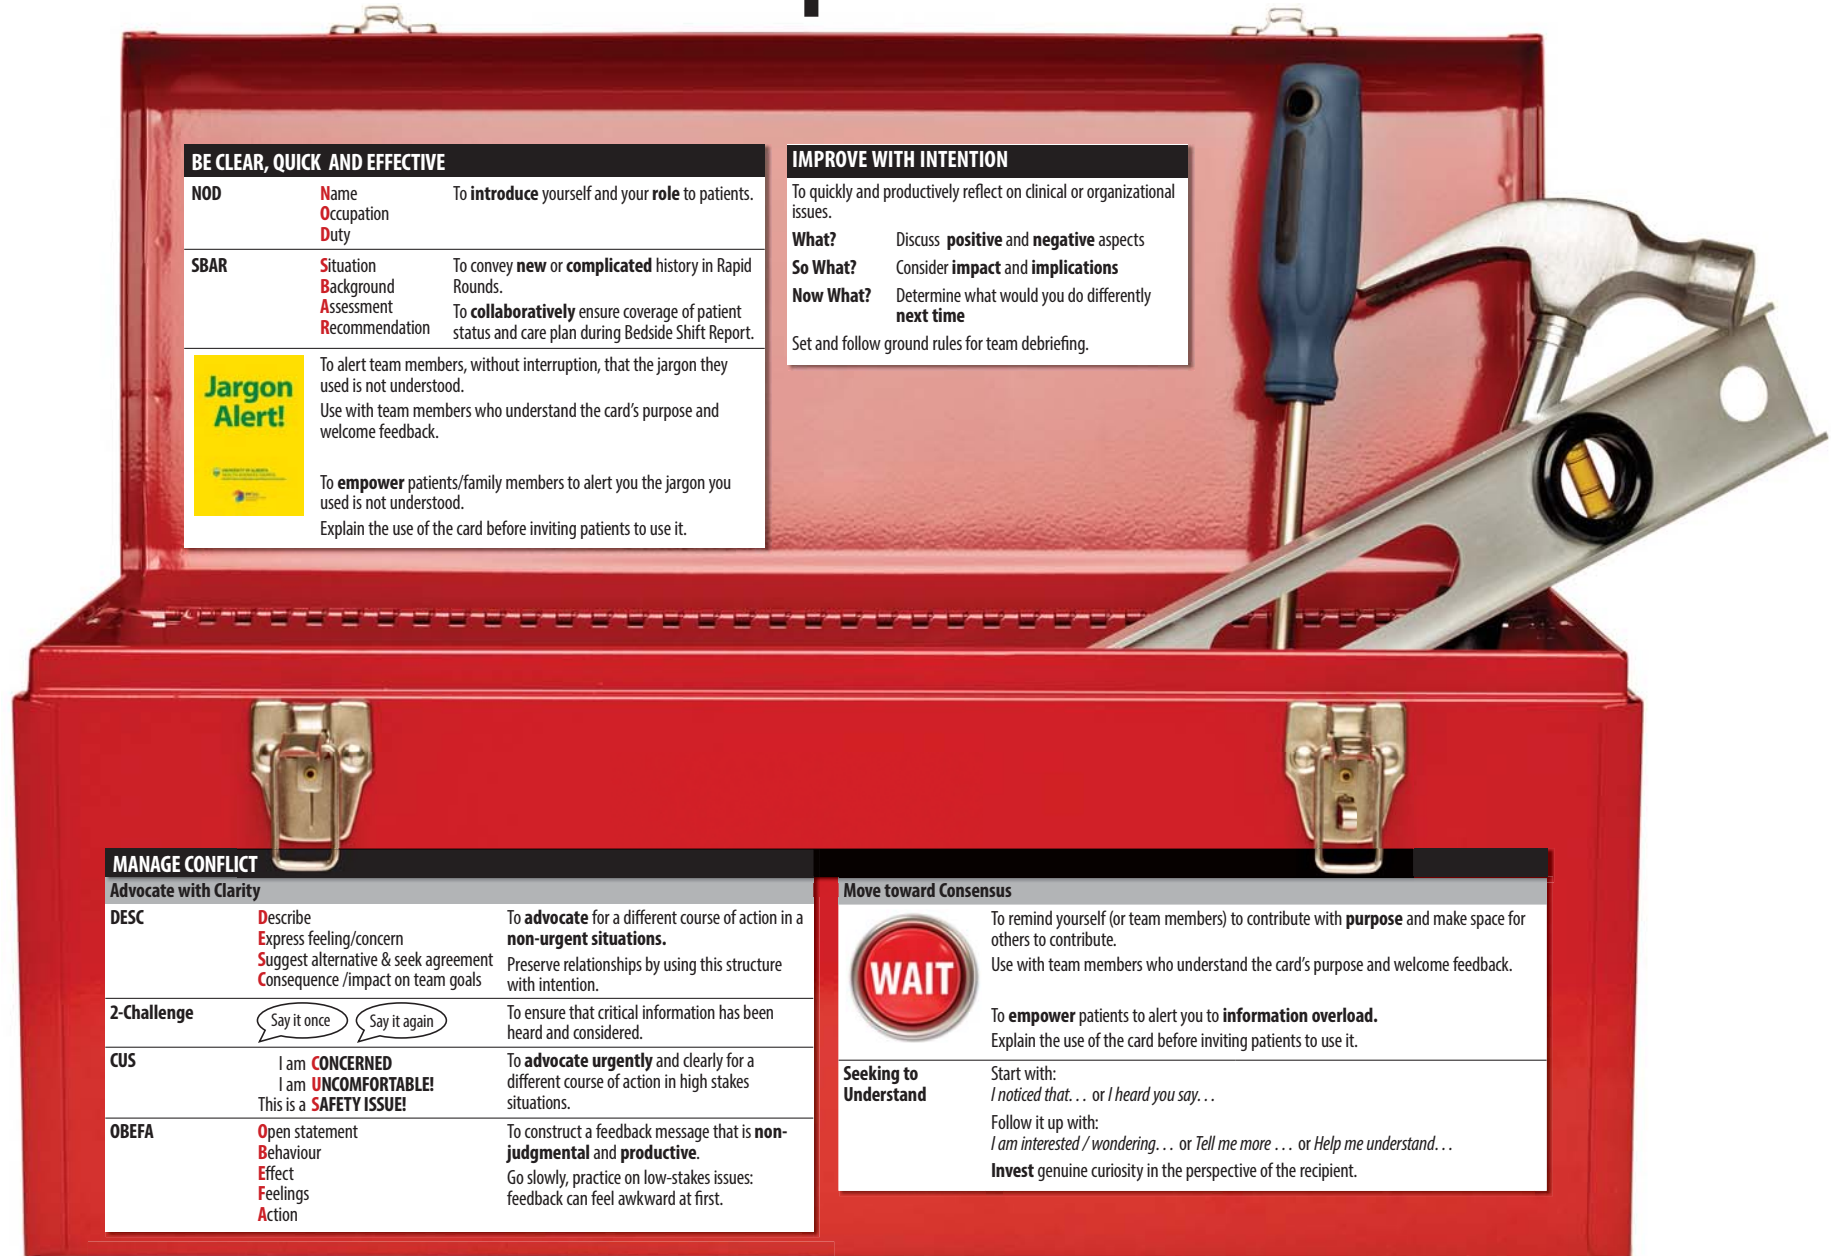 BE CLEAR, QUICK AND EFFECTIVE
NOD
Name
Occupation
Duty
To introduce yourself and your role to patients.
SBAR
Situation
Background
Assessment
Recommendation
To convey new or complicated history in Rapid
Rounds.
To collaboratively ensure coverage of patient
status and care plan during Bedside Shift Report.
Jargon
Alert!
To alert team members, without interruption, that the jargon they
used is not understood.
Use with team members who understand the card's purpose and
welcome feedback.
To empower patients/family members to alert you the jargon you
used is not understood.
Explain the use of the card before inviting patients to use it.
IMPROVE WITH INTENTION
To quickly and productively reflect on clinical or organizational
issues.
What? Discuss positive and negative aspects
So What? Consider impact and implications
Now What? Determine what would you do differently
next time
Set and follow ground rules for team debriefing.
MANAGE CONFLICT
Advocate with Clarity
DESC
Describe
Express feeling/concern
Suggest alternative & seek agreement
Consequence /impact on team goals
To advocate for a different course of action in a
non-urgent situations.
Preserve relationships by using this structure
with intention.
2-Challenge
Say it once
Say it again
To ensure that critical information has been
heard and considered.
CUS
I am CONCERNED
I am UNCOMFORTABLE!
This is a SAFETY ISSUE!
To advocate urgently and clearly for a
different course of action in high stakes
situations.
OBEFA
Open statement
Behaviour
Effect
Feelings
Action
To construct a feedback message that is non-
judgmental and productive.
Go slowly, practice on low-stakes issues:
feedback can feel awkward at first.
Move toward Consensus
WAIT
To remind yourself (or team members) to contribute with purpose and make space for
others to contribute.
Use with team members who understand the card's purpose and welcome feedback.
To empower patients to alert you to information overload.
Explain the use of the card before inviting patients to use it.
Seeking to
Understand
Start with:
I noticed that. . . or I heard you say. . .
Follow it up with:
I am interested / wondering. . . or Tell me more . . . or Help me understand. . .
Invest genuine curiosity in the perspective of the recipient.